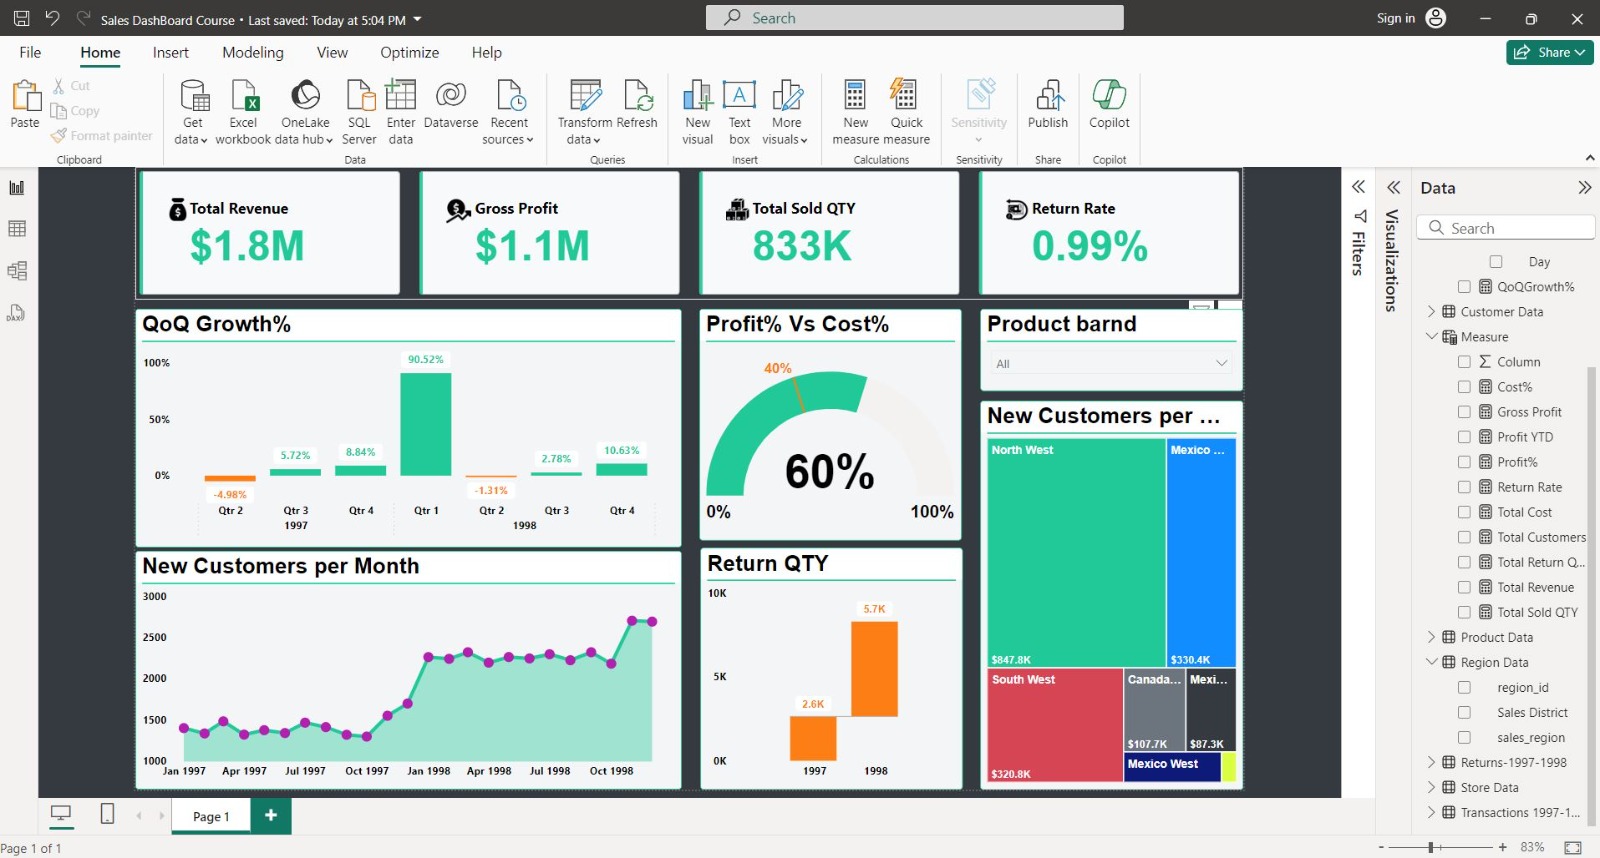 Sales DashBoard Course • Last saved: Today at 5:04 PM
Search
Sign in
File Home Insert Modeling View Optimize Help
Share
Paste
Cut
Copy
Format painter
Clipboard
Get data
Excel workbook
OneLake data hub
SQL Server
Enter data
Dataverse
Recent sources
Data
Transform data
Refresh
Queries
New visual
Text box
More visuals
Insert
New measure
Quick measure
Calculations
Sensitivity
Sensitivity
Publish
Share
Copilot
Copilot
DAX
Total Revenue
$1.8M
Gross Profit
$1.1M
Total Sold QTY
833K
Return Rate
0.99%
QoQ Growth%
100%
50%
0%
-4.98%
5.72%
8.84%
90.52%
-1.31%
2.78%
10.63%
Qtr 2 Qtr 3 Qtr 4 Qtr 1 Qtr 2 Qtr 3 Qtr 4
1997 1998
Profit% Vs Cost%
40%
60%
0% 100%
Product barnd
All
New Customers per ...
North West
$847.8K
Mexico ...
$330.4K
South West
$320.8K
Canada...
$107.7K
Mexi...
$87.3K
Mexico West
New Customers per Month
3000
2500
2000
1500
1000
Jan 1997 Apr 1997 Jul 1997 Oct 1997 Jan 1998 Apr 1998 Jul 1998 Oct 1998
Return QTY
10K
5K
0K
2.6K
5.7K
1997 1998
Filters
Visualizations
Data
Search
Day
QoQGrowth%
Customer Data
Measure
Column
Cost%
Gross Profit
Profit YTD
Profit%
Return Rate
Total Cost
Total Customers
Total Return Q...
Total Revenue
Total Sold QTY
Product Data
Region Data
region_id
Sales District
sales_region
Returns-1997-1998
Store Data
Transactions 1997-1...
Page 1
Page 1 of 1
83%